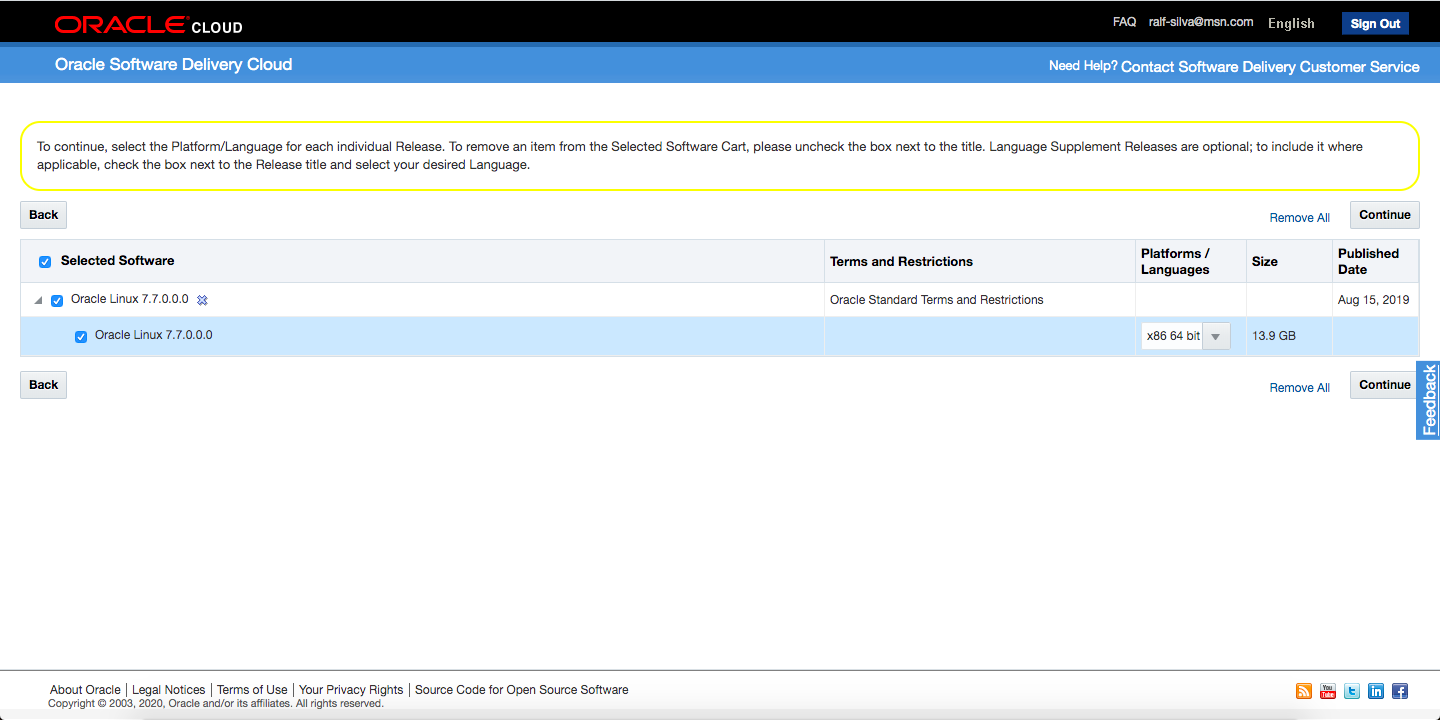 ORACLE CLOUD
FAQ ralf-silva@msn.com English Sign Out
Oracle Software Delivery Cloud
Need Help? Contact Software Delivery Customer Service
To continue, select the Platform/Language for each individual Release. To remove an item from the Selected Software Cart, please uncheck the box next to the title. Language Supplement Releases are optional; to include it where
applicable, check the box next to the Release title and select your desired Language.
Back Remove All Continue
Selected Software Terms and Restrictions Platforms / Languages Size Published Date
Oracle Linux 7.7.0.0.0 Oracle Standard Terms and Restrictions Aug 15, 2019
Oracle Linux 7.7.0.0.0 x86 64 bit 13.9 GB
Back Remove All Continue
Feedback
About Oracle | Legal Notices | Terms of Use | Your Privacy Rights | Source Code for Open Source Software
Copyright © 2003, 2020, Oracle and/or its affiliates. All rights reserved.
You Tube t in f